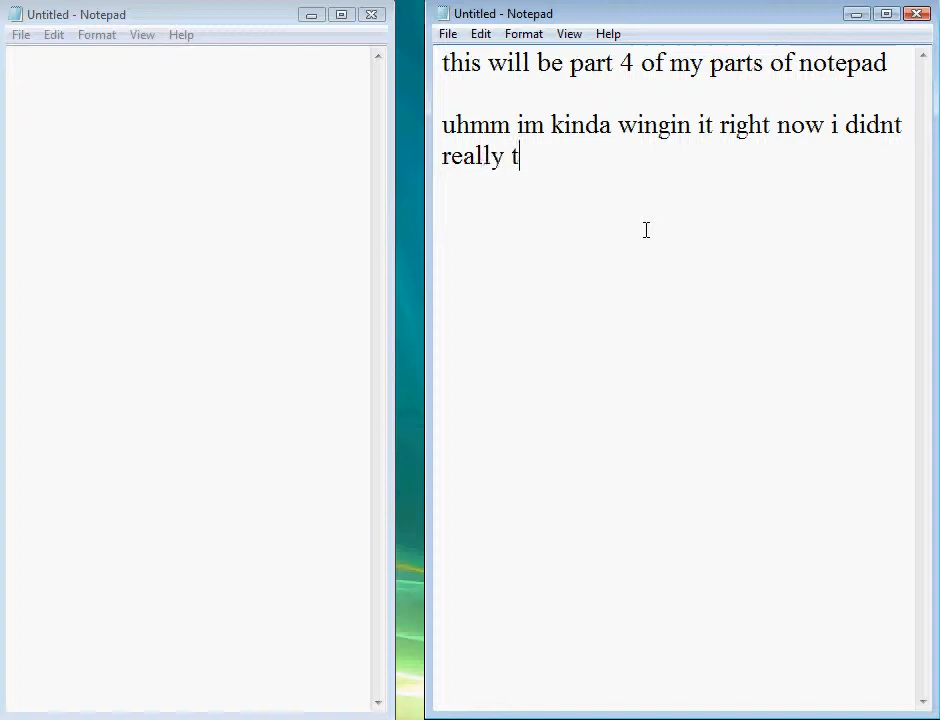 Untitled - Notepad
File Edit Format View Help
Untitled - Notepad
File Edit Format View Help
this will be part 4 of my parts of notepad
uhmm im kinda wingin it right now i didnt
really t